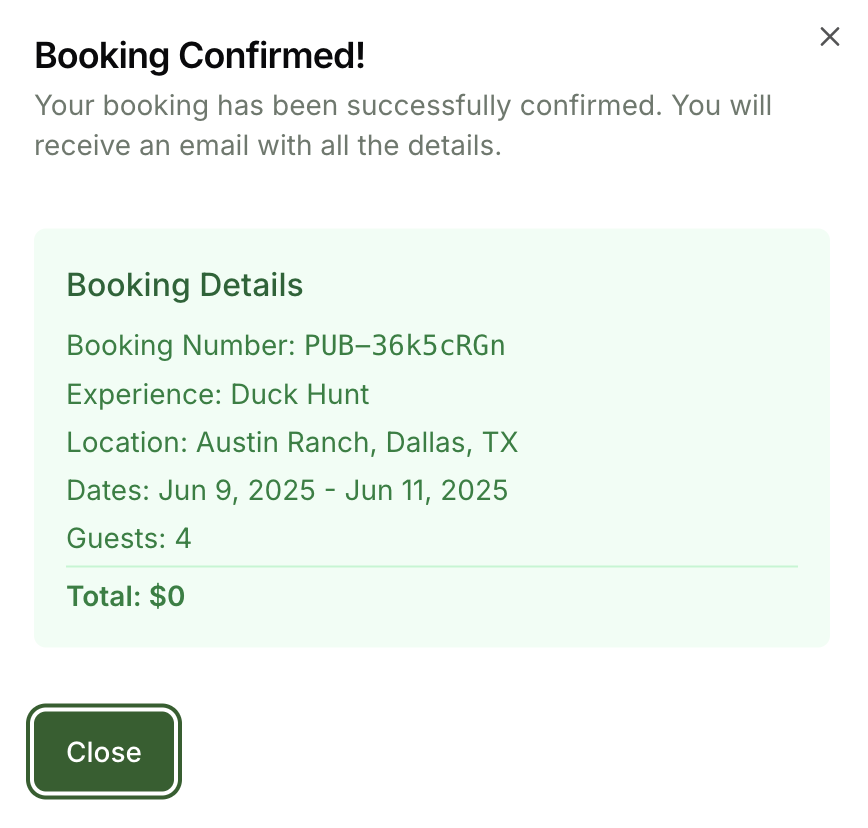 Booking Confirmed!
Your booking has been successfully confirmed. You will
receive an email with all the details.
Booking Details
Booking Number: PUB–36k5cRGn
Experience: Duck Hunt
Location: Austin Ranch, Dallas, TX
Dates: Jun 9, 2025 - Jun 11, 2025
Guests: 4
Total: $0
Close